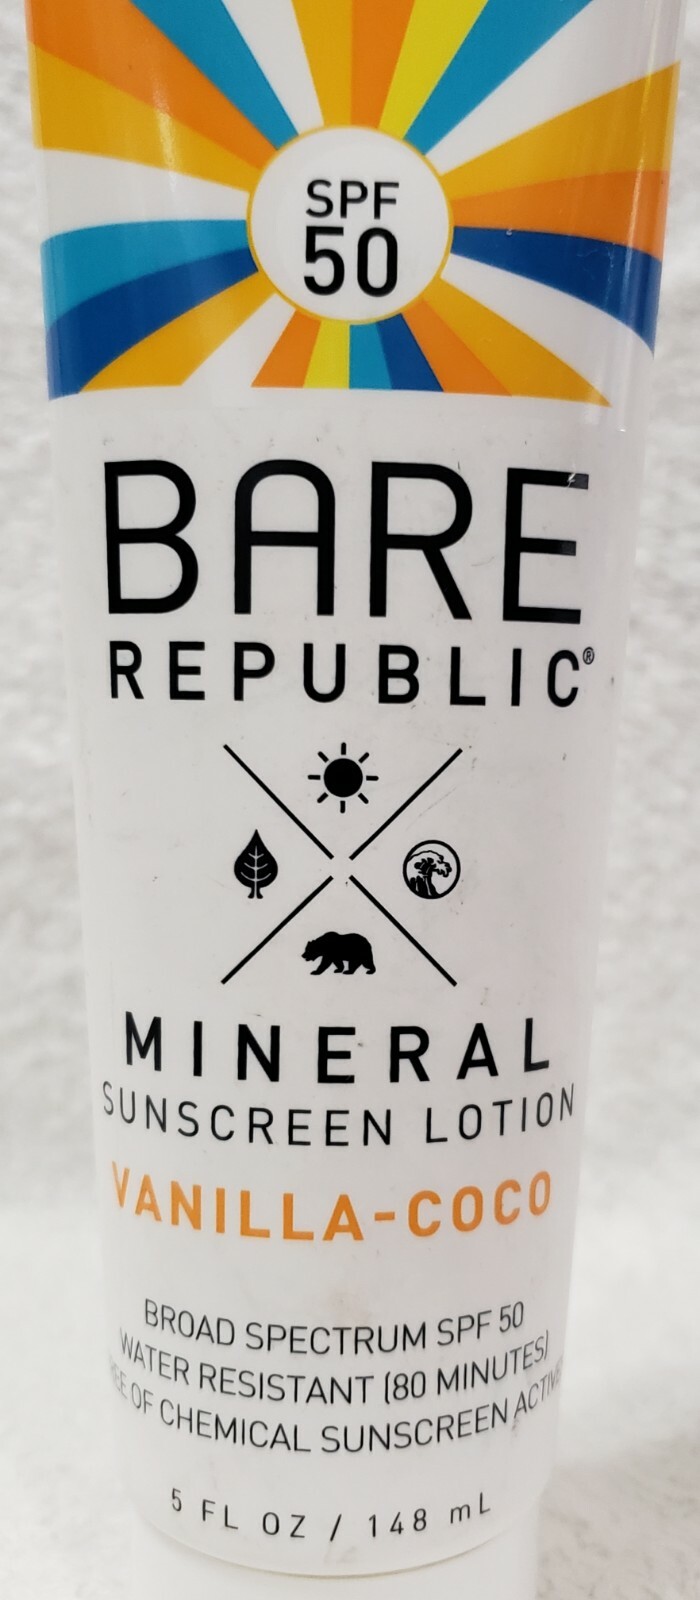 SPF
50
BARE
REPUBLIC®
MINERAL
SUNSCREEN LOTION
VANILLA-COCO
BROAD SPECTRUM SPF 50
WATER RESISTANT (80 MINUTES)
OF CHEMICAL SUNSCREEN
5 FL OZ / 148 mL